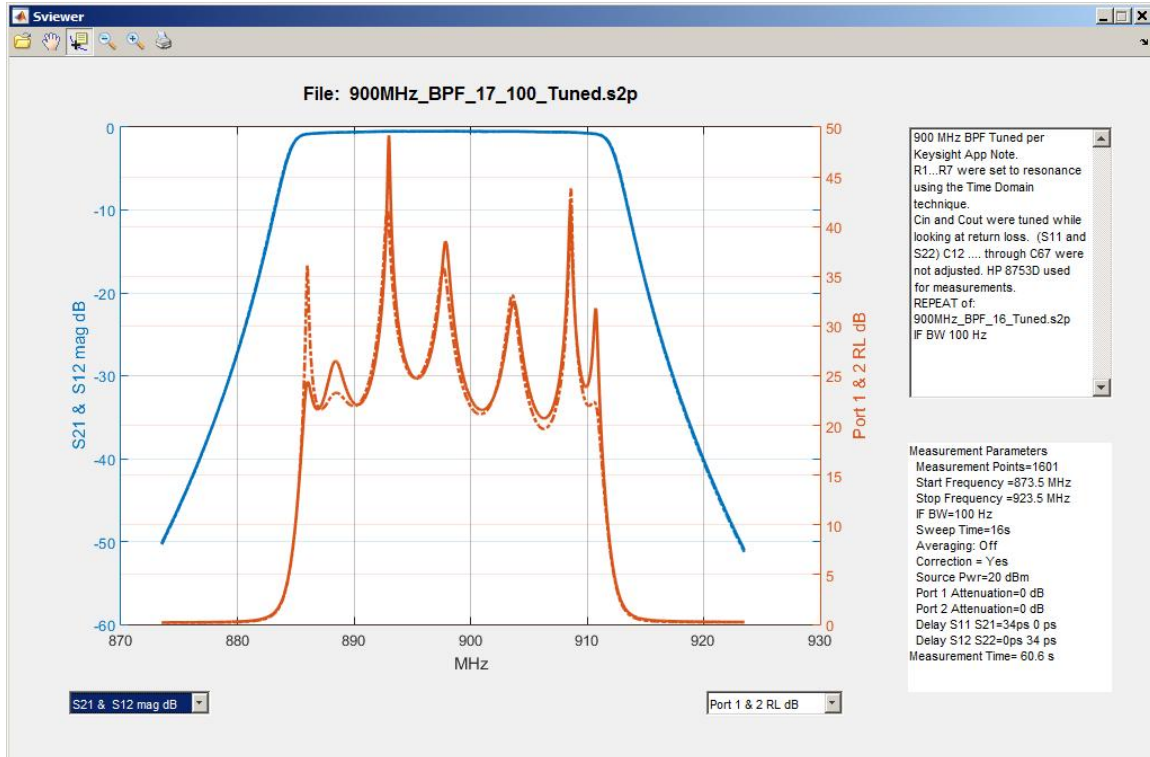 Sviewer
File: 900MHz_BPF_17_100_Tuned.s2p
0
-10
-20
-30
-40
-50
-60
S21 & S12 mag dB
870
880
890
900
910
920
930
MHz
50
45
40
35
30
25
20
15
10
5
0
Port 1 & 2 RL dB
900 MHz BPF Tuned per
Keysight App Note.
R1...R7 were set to resonance
using the Time Domain
technique.
Cin and Cout were tuned while
looking at return loss. (S11 and
S22) C12 .... through C67 were
not adjusted. HP 8753D used
for measurements.
REPEAT of:
900MHz_BPF_16_Tuned.s2p
IF BW 100 Hz
Measurement Parameters
Measurement Points=1601
Start Frequency =873.5 MHz
Stop Frequency =923.5 MHz
IF BW=100 Hz
Sweep Time=16s
Averaging: Off
Correction = Yes
Source Pwr=20 dBm
Port 1 Attenuation=0 dB
Port 2 Attenuation=0 dB
Delay S11 S21=34ps 0 ps
Delay S12 S22=0ps 34 ps
Measurement Time= 60.6 s
S21 & S12 mag dB
Port 1 & 2 RL dB